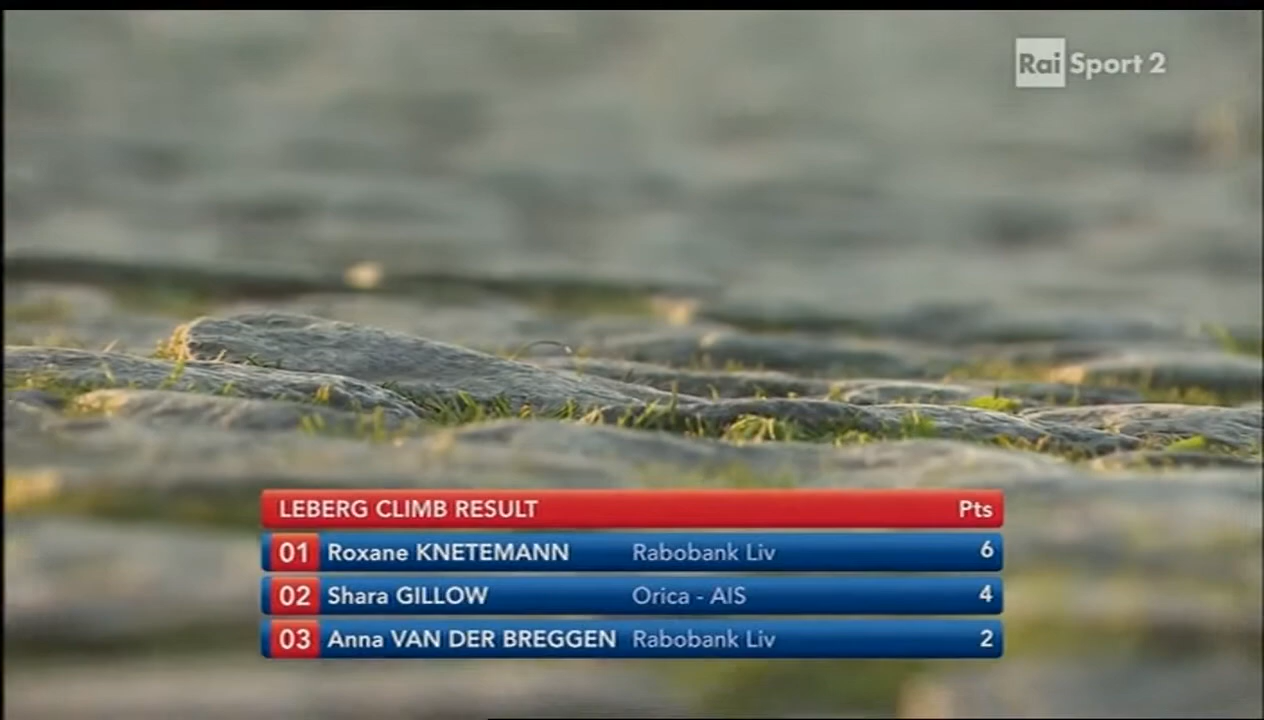 Rai Sport 2
LEBERG CLIMB RESULT Pts
01 Roxane KNETEMANN Rabobank Liv 6
02 Shara GILLOW Orica - AIS 4
03 Anna VAN DER BREGGEN Rabobank Liv 2